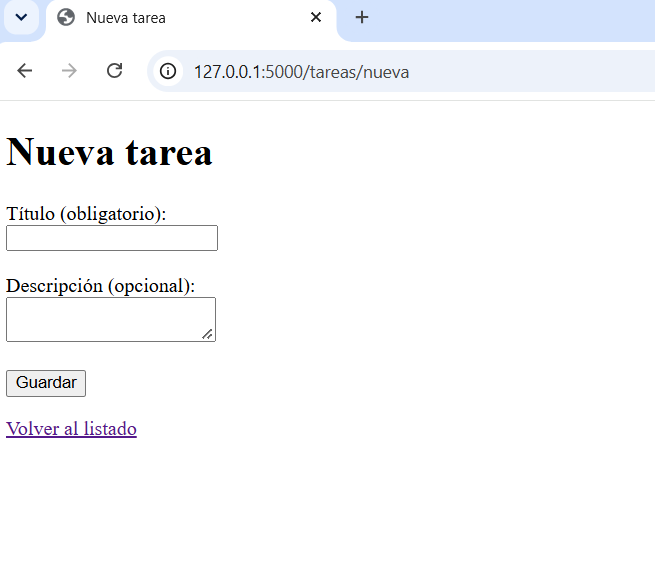 Nueva tarea
127.0.0.1:5000/tareas/nueva
Nueva tarea
Título (obligatorio):
Descripción (opcional):
Guardar
Volver al listado